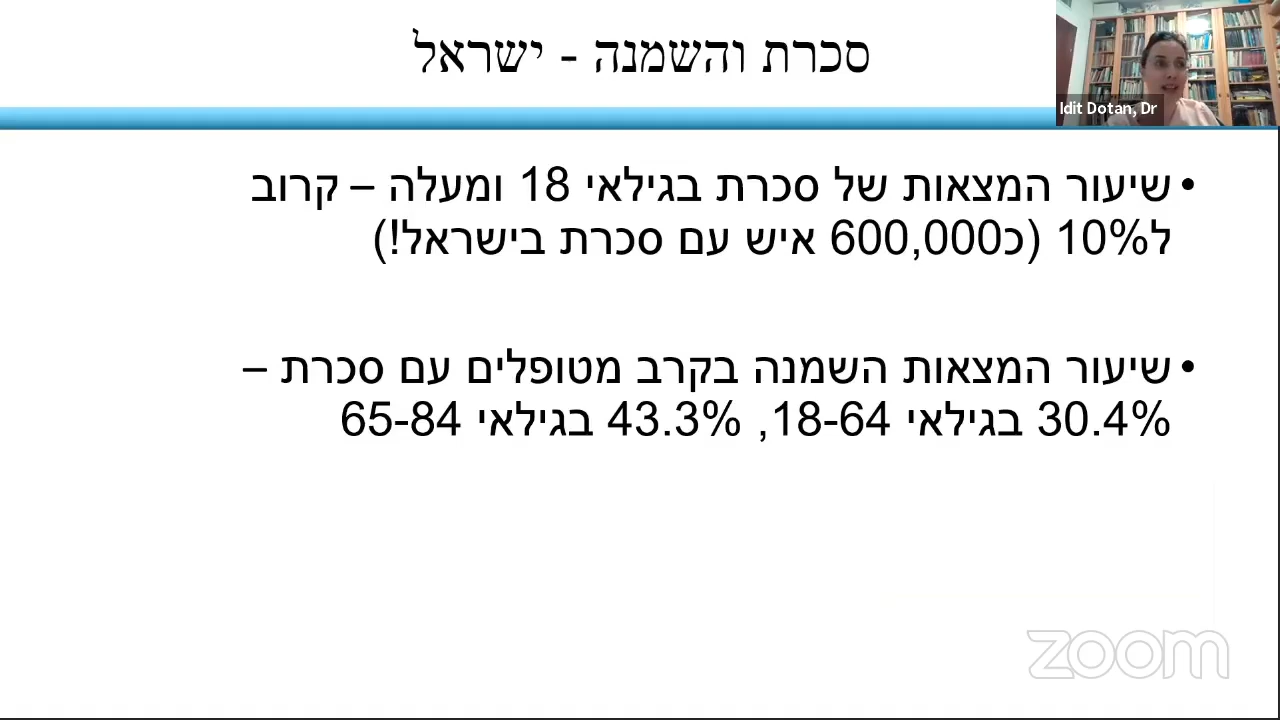 סכרת והשמנה - ישראל
Idit Dotan, Dr
• שיעור המצאות של סכרת בגילאי 18 ומעלה – קרוב
ל10% (כ600,000 איש עם סכרת בישראל!)
• שיעור המצאות השמנה בקרב מטופלים עם סכרת –
30.4% בגילאי 18-64, 43.3% בגילאי 65-84
zoom